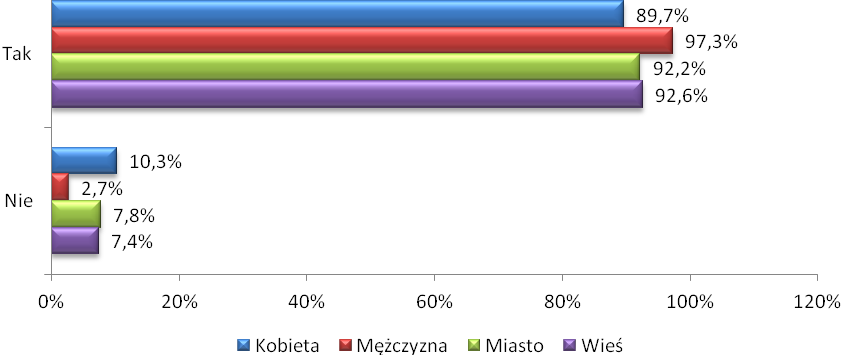 89,7%
Tak
97,3%
92,2%
92,6%
10,3%
Nie
2,7%
7,8%
7,4%
0% 20% 40% 60% 80% 100% 120%
Kobieta Mężczyzna Miasto Wieś